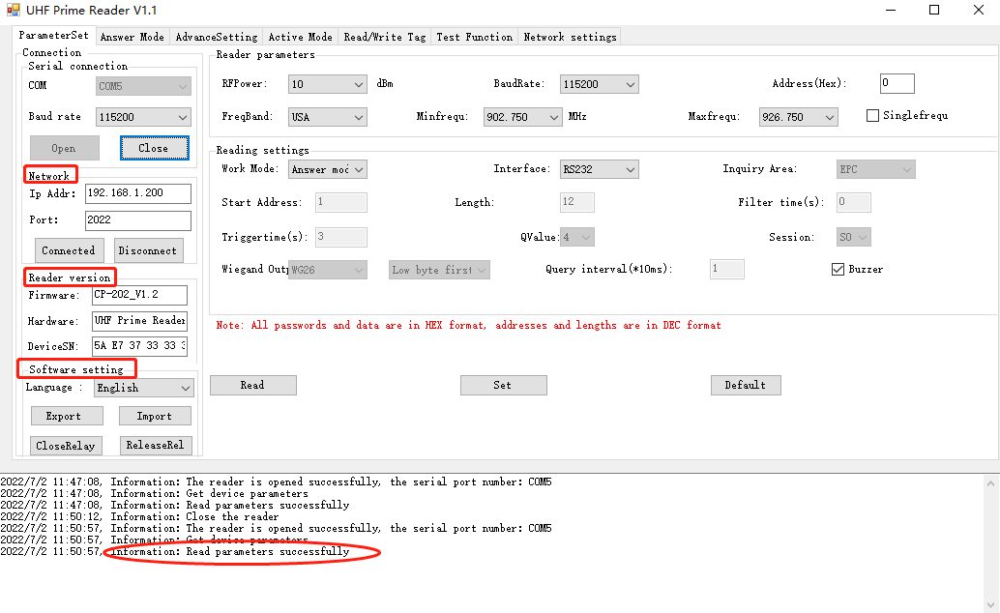 UHF Prime Reader V1.1
ParameterSet Answer Mode AdvanceSetting Active Mode Read/Write Tag Test Function Network settings
Connection
Serial connection
COM COM5
Baud rate 115200
Open Close
Network
Ip Addr: 192.168.1.200
Port: 2022
Connected Disconnect
Reader version
Firmware: CP-202_V1.2
Hardware: UHF Prime Reader
DeviceSN: 5A E7 37 33 33
Software setting
Language : English
Export Import
CloseRelay ReleaseRel
Reader parameters
RFPower: 10 dBm BaudRate: 115200 Address(Hex): 0
FreqBand: USA Minfrequ: 902.750 MHz Maxfrequ: 926.750 Singlefrequ
Reading settings
Work Mode: Answer mod Interface: RS232 Inquiry Area: EPC
Start Address: 1 Length: 12 Filter time(s): 0
Triggertime(s): 3 QValue: 4 Session: S0
Wiegand Outp WG26 Low byte first Query interval(*10ms): 1 Buzzer
Note: All passwords and data are in HEX format, addresses and lengths are in DEC format
Read Set Default
2022/7/2 11:47:08, Information: The reader is opened successfully, the serial port number: COM5
2022/7/2 11:47:08, Information: Get device parameters
2022/7/2 11:47:08, Information: Read parameters successfully
2022/7/2 11:50:12, Information: Close the reader
2022/7/2 11:50:57, Information: The reader is opened successfully, the serial port number: COM5
2022/7/2 11:50:57, Information: Get device parameters
2022/7/2 11:50:57, Information: Read parameters successfully